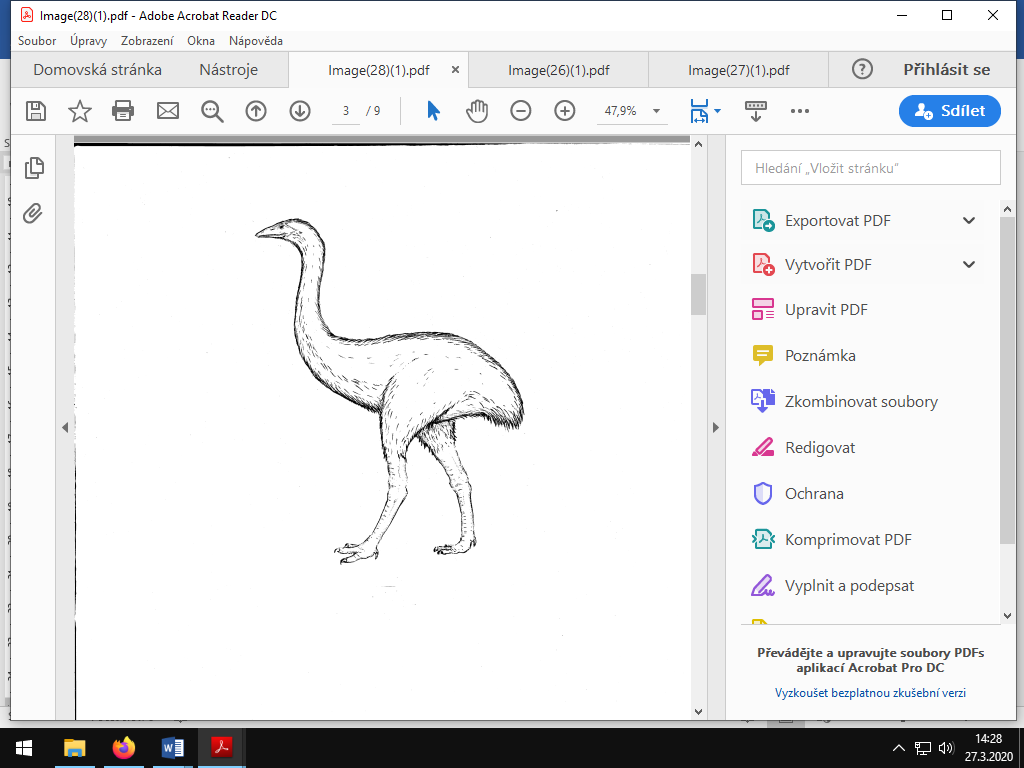 Image(28)(1).pdf - Adobe Acrobat Reader DC
Soubor Úpravy Zobrazení Okna Nápověda
Domovská stránka Nástroje Image(28)(1).pdf × Image(26)(1).pdf Image(27)(1).pdf ? Přihlásit se
3 / 9 47,9% Sdílet
Hledání „Vložit stránku“
Exportovat PDF
Vytvořit PDF
Upravit PDF
Poznámka
Zkombinovat soubory
Redigovat
Ochrana
Komprimovat PDF
Vyplnit a podepsat
Převádějte a upravujte soubory PDFs
aplikací Acrobat Pro DC
Vyzkoušet bezplatnou zkušební verzi
14:28
27.3.2020